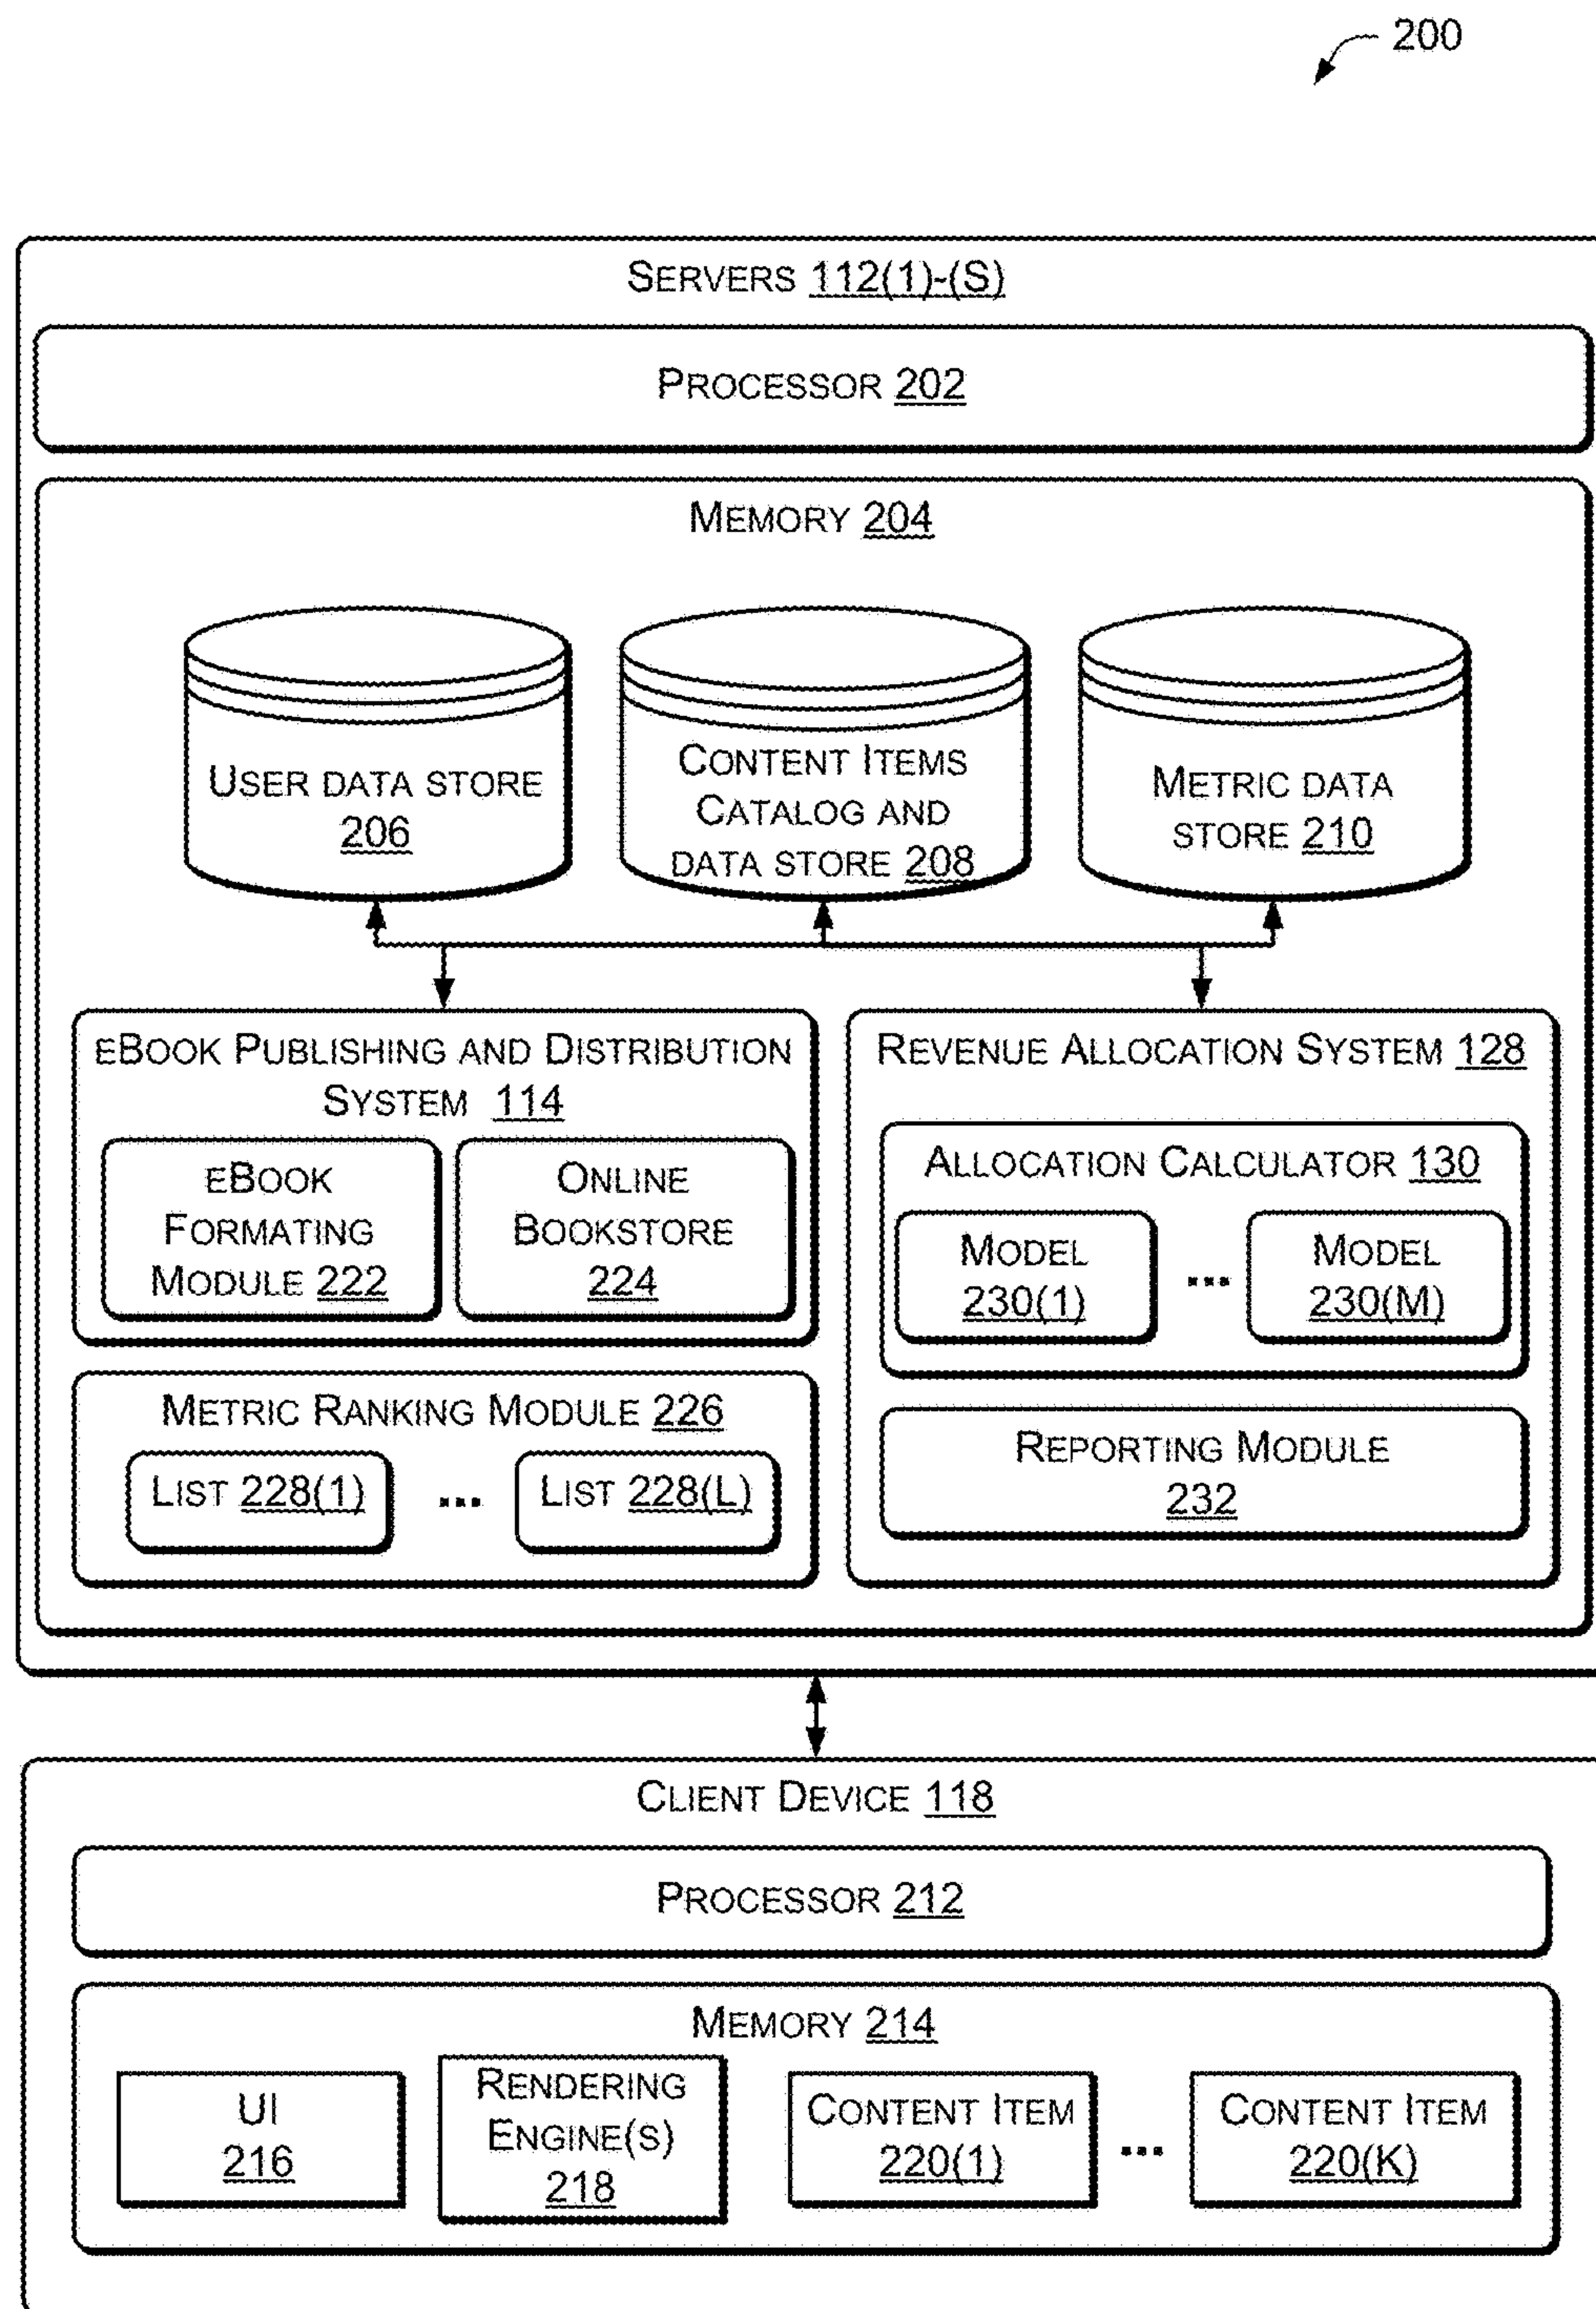 200
SERVERS 112(1)-(S)
PROCESSOR 202
MEMORY 204
USER DATA STORE
206
CONTENT ITEMS
CATALOG AND
DATA STORE 208
METRIC DATA
STORE 210
EBOOK PUBLISHING AND DISTRIBUTION
SYSTEM 114
EBOOK
FORMATING
MODULE 222
ONLINE
BOOKSTORE
224
METRIC RANKING MODULE 226
LIST 228(1)
...
LIST 228(L)
REVENUE ALLOCATION SYSTEM 128
ALLOCATION CALCULATOR 130
MODEL
230(1)
...
MODEL
230(M)
REPORTING MODULE
232
CLIENT DEVICE 118
PROCESSOR 212
MEMORY 214
UI
216
RENDERING
ENGINE(S)
218
CONTENT ITEM
220(1)
...
CONTENT ITEM
220(K)